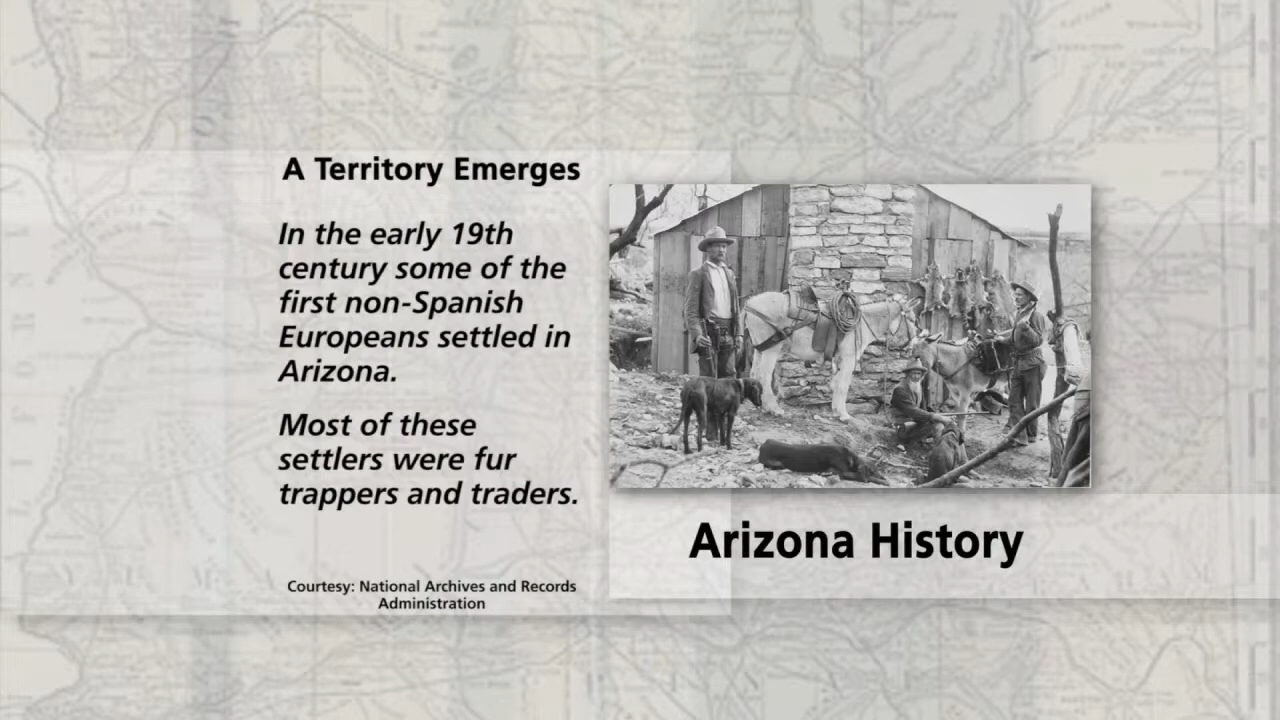 A Territory Emerges
In the early 19th
century some of the
first non-Spanish
Europeans settled in
Arizona.
Most of these
settlers were fur
trappers and traders.
Courtesy: National Archives and Records
Administration
Arizona History